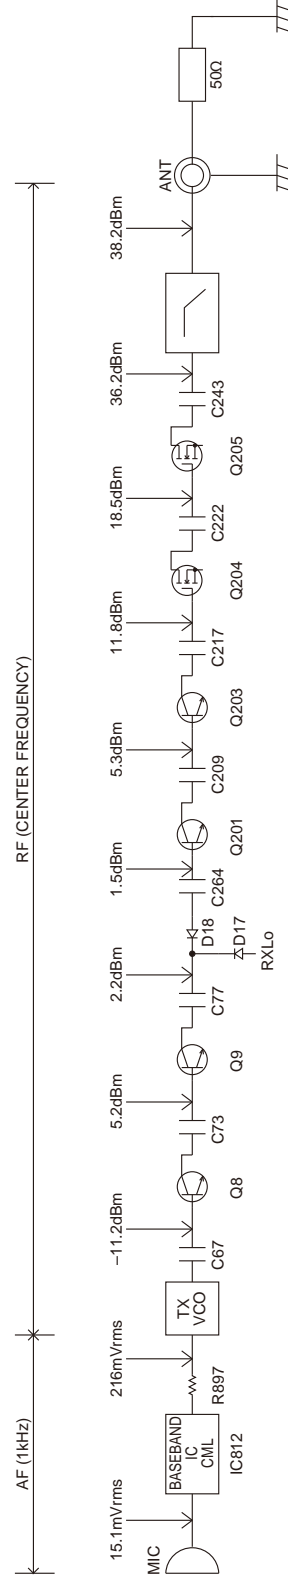 AF (1kHz)
RF (CENTER FREQUENCY)
15.1mVrms
216mVrms
–11.2dBm
5.2dBm
2.2dBm
1.5dBm
5.3dBm
11.8dBm
18.5dBm
36.2dBm
38.2dBm
MIC
BASEBAND
IC
CML
IC812
R897
TX
VCO
C67
Q8
C73
Q9
C77
D18
D17
RXLo
C264
Q201
C209
Q203
C217
Q204
C222
Q205
C243
ANT
50Ω